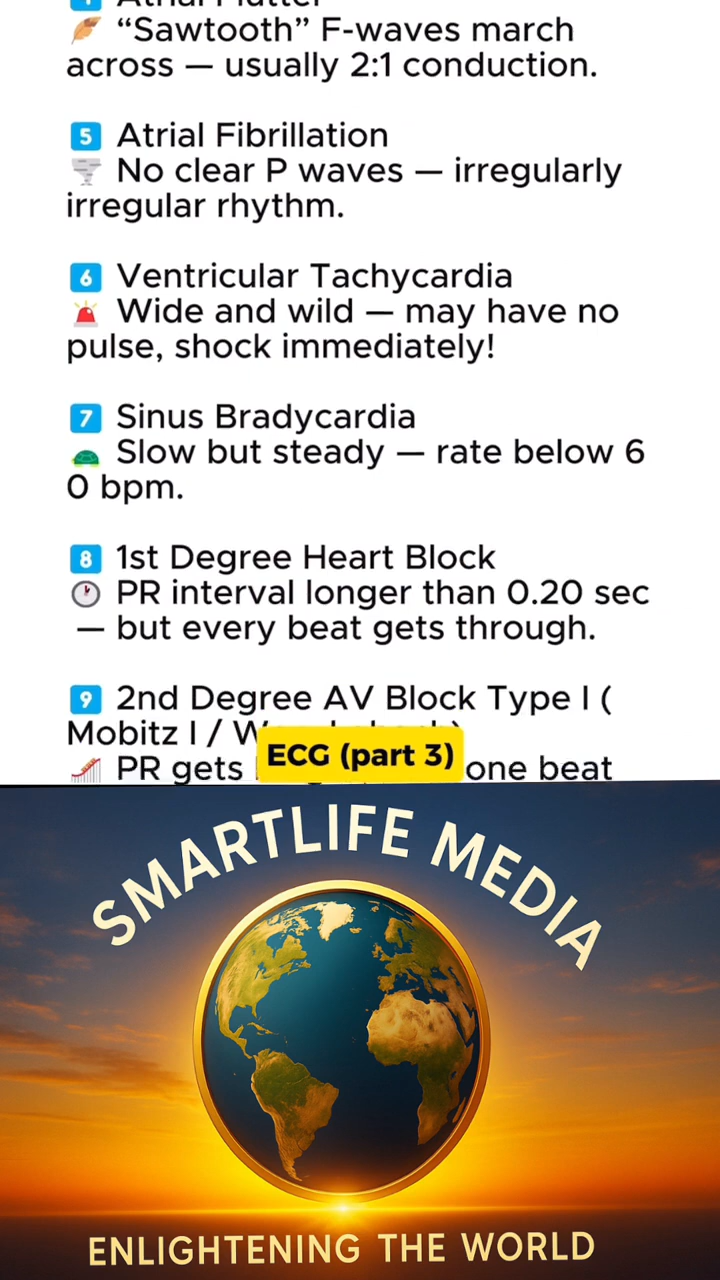 “Sawtooth” F-waves march
across — usually 2:1 conduction.
5 Atrial Fibrillation
No clear P waves — irregularly
irregular rhythm.
6 Ventricular Tachycardia
Wide and wild — may have no
pulse, shock immediately!
7 Sinus Bradycardia
Slow but steady — rate below 6
0 bpm.
8 1st Degree Heart Block
PR interval longer than 0.20 sec
— but every beat gets through.
9 2nd Degree AV Block Type I (
Mobitz I /
ECG (part 3)
PR gets one beat
SMARTLIFE MEDIA
ENLIGHTENING THE WORLD